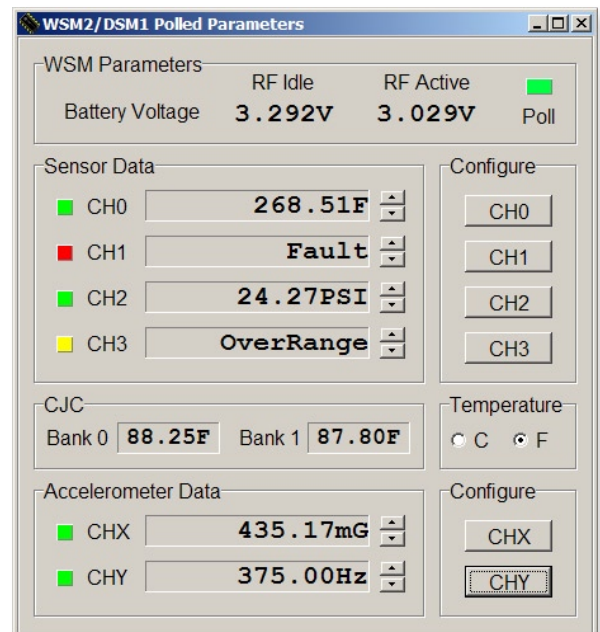 WSM2/DSM1 Polled Parameters
WSM Parameters
RF Idle RF Active
Battery Voltage 3.292V 3.029V Poll
Sensor Data Configure
CH0 268.51F CH0
CH1 Fault CH1
CH2 24.27PSI CH2
CH3 OverRange CH3
CJC Temperature
Bank 0 88.25F Bank 1 87.80F C F
Accelerometer Data Configure
CHX 435.17mG CHX
CHY 375.00Hz CHY